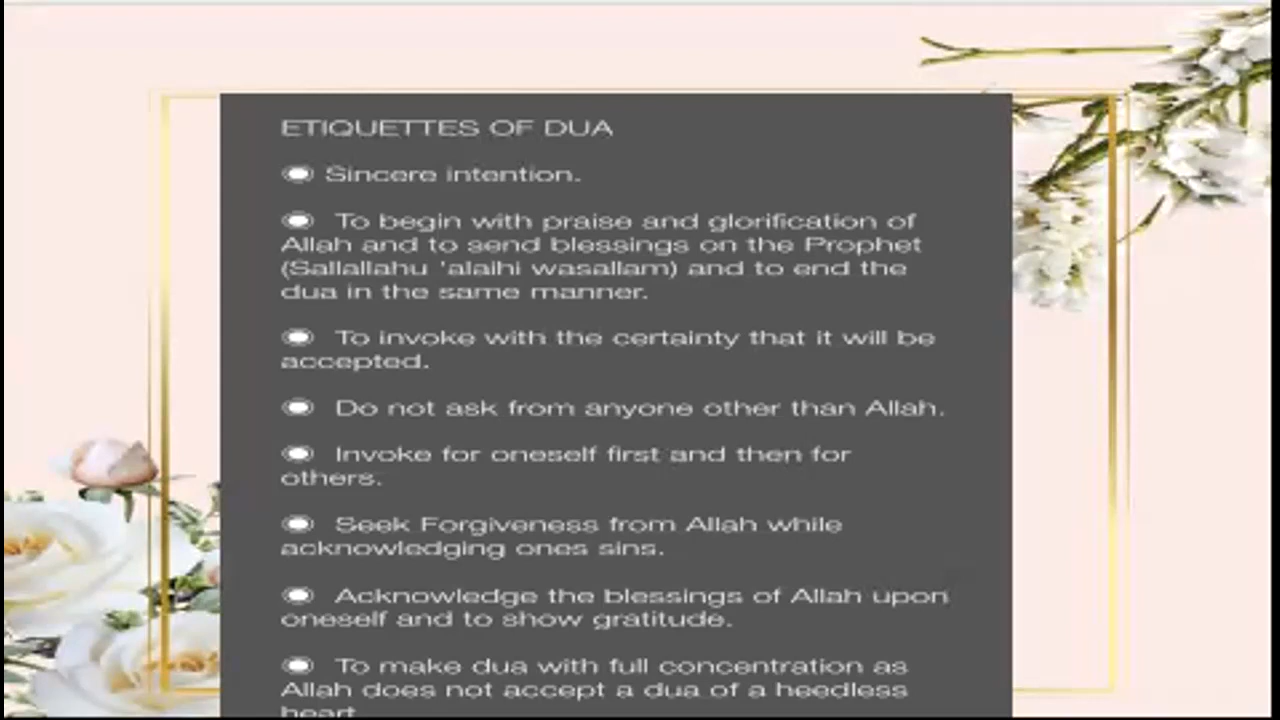 ETIQUETTES OF DUA
◉ Sincere intention.
◉ To begin with praise and glorification of
Allah and to send blessings on the Prophet
(Sallallahu 'alaihi wasallam) and to end the
dua in the same manner.
◉ To invoke with the certainty that it will be
accepted.
◉ Do not ask from anyone other than Allah.
◉ Invoke for oneself first and then for
others.
◉ Seek Forgiveness from Allah while
acknowledging ones sins.
◉ Acknowledge the blessings of Allah upon
oneself and to show gratitude.
◉ To make dua with full concentration as
Allah does not accept a dua of a heedless
heart